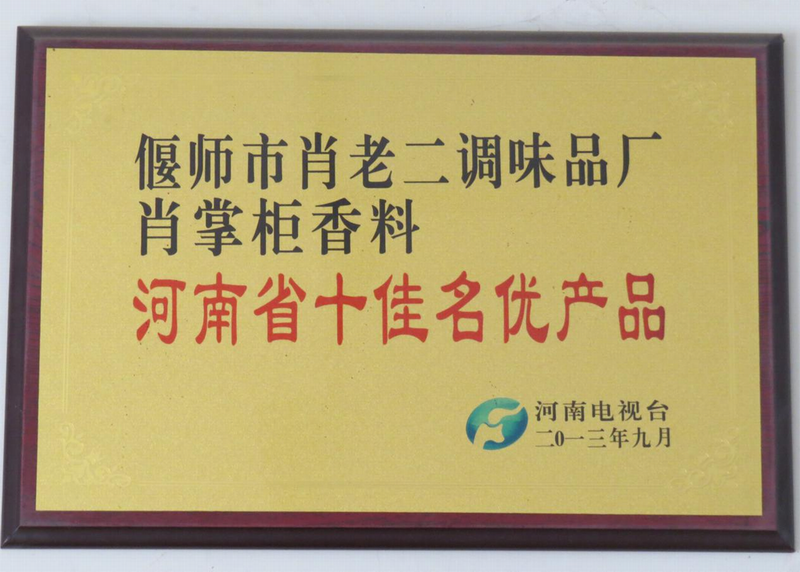 偃师市肖老二调味品厂
肖掌柜香料
河南省十佳名优产品
河南电视台
二0一三年九月